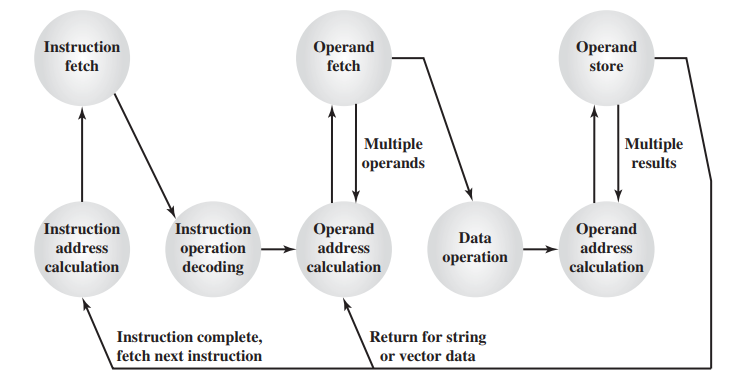 Instruction
fetch
Operand
fetch
Operand
store
Multiple
operands
Multiple
results
Instruction
address
calculation
Instruction
operation
decoding
Operand
address
calculation
Data
operation
Operand
address
calculation
Instruction complete,
fetch next instruction
Return for string
or vector data